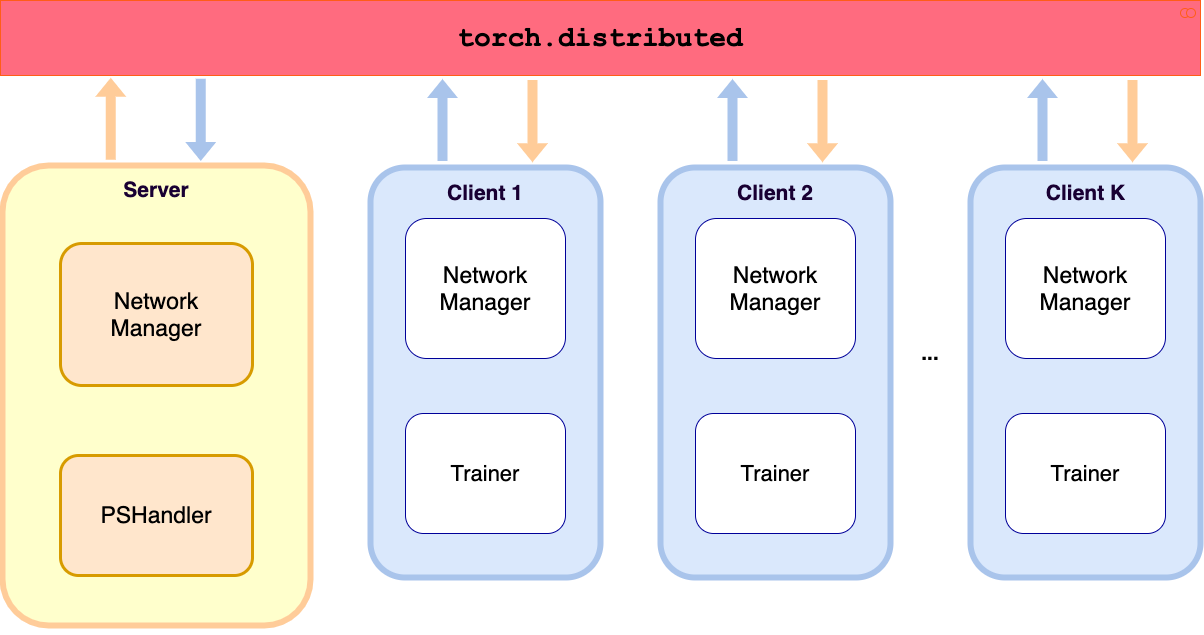 torch.distributed
Server
Network
Manager
PSHandler
Client 1
Network
Manager
Trainer
Client 2
Network
Manager
Trainer
...
Client K
Network
Manager
Trainer